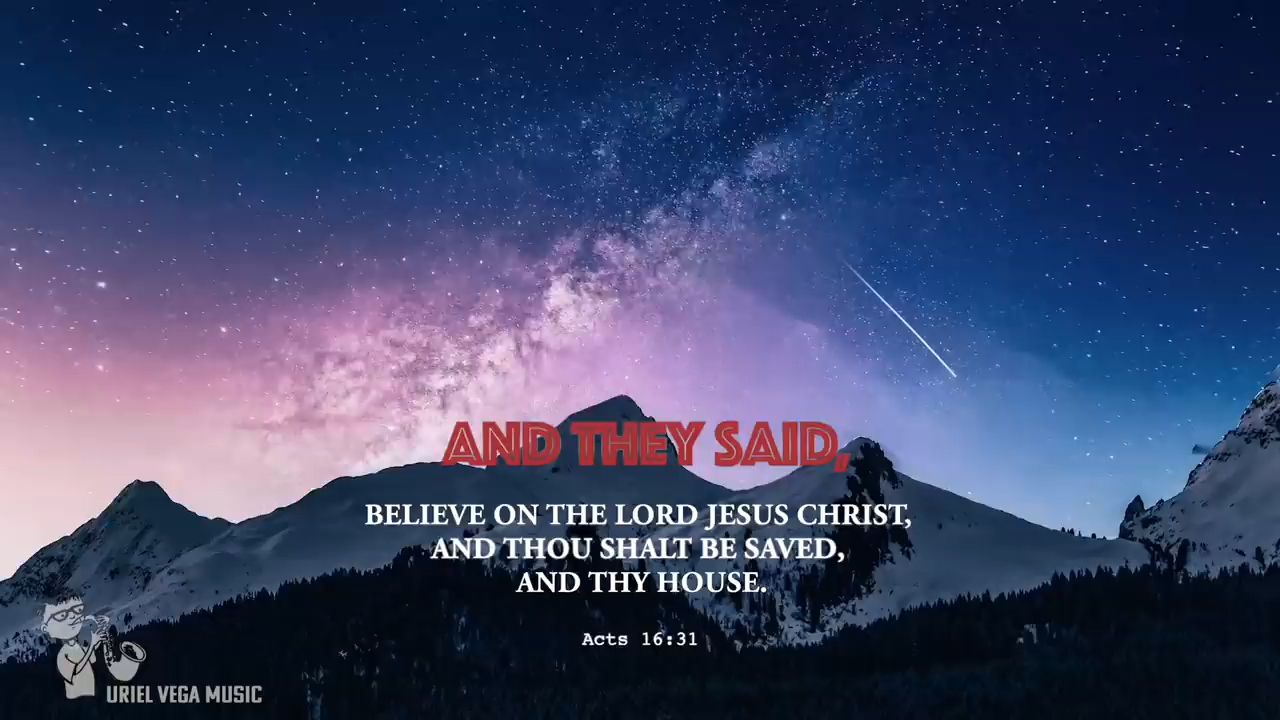 AND THEY SAID,
BELIEVE ON THE LORD JESUS CHRIST,
AND THOU SHALT BE SAVED,
AND THY HOUSE.
Acts 16:31
URIEL VEGA MUSIC